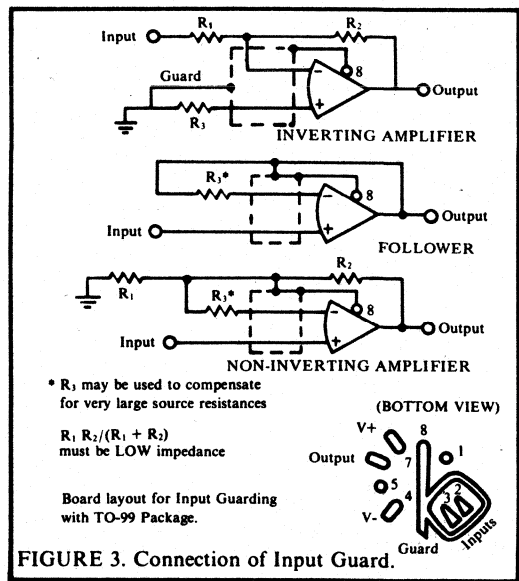 Input
R₁
R₂
Guard
8
Output
R₃
−
+
INVERTING AMPLIFIER
R₃*
−
+
8
Input
Output
FOLLOWER
R₁
R₂
R₃*
−
+
8
Input
Output
NON-INVERTING AMPLIFIER
* R₃ may be used to compensate
for very large source resistances
R₁ R₂/(R₁ + R₂)
must be LOW impedance
Board layout for Input Guarding
with TO-99 Package.
(BOTTOM VIEW)
V+
8
1
Output
7
5
4
3
2
V-
Guard
Inputs
FIGURE 3. Connection of Input Guard.